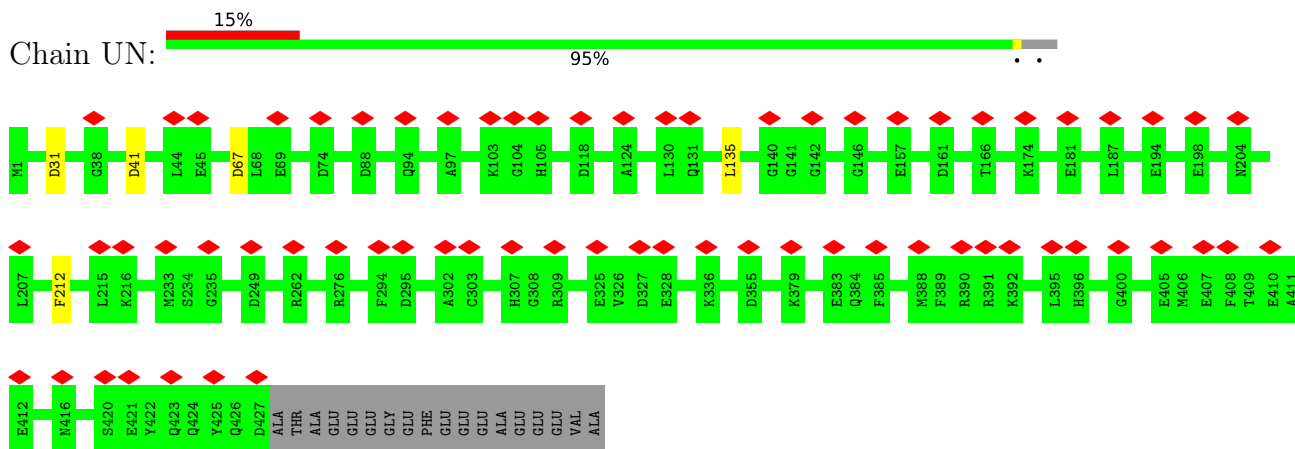 15%
Chain UN:
95%
• •
M1 D31 G38 D41 L44 E45 D67 L68 E69 D74 D88 Q94 A97 K103 G104 H105 D118 A124 L130 Q131 L135 G140 G141 G142 G146 E157 D161 T166 K174 E181 L187 E194 E198 N204
L207 F212 L215 K216 M233 S234 G235 D249 R262 R276 F294 D295 A302 C303 H307 G308 R309 E325 V326 D327 E328 K336 D355 K379 E383 Q384 F385 M388 F389 R390 R391 K392 L395 H396 G400 E405 M406 E407 F408 T409 E410 A411
E412 N416 S420 E421 Y422 Q423 Q424 Y425 Q426 D427 ALA THR ALA GLU GLU GLU GLY GLU PHE GLU GLU GLU ALA GLU GLU GLU VAL ALA